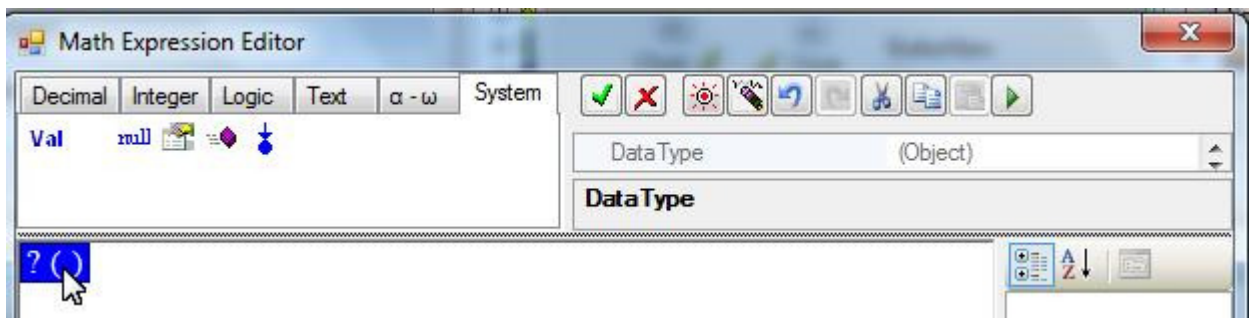 Math Expression Editor
Decimal Integer Logic Text α - ω System
Val null
DataType (Object)
DataType
? ( )
A Z